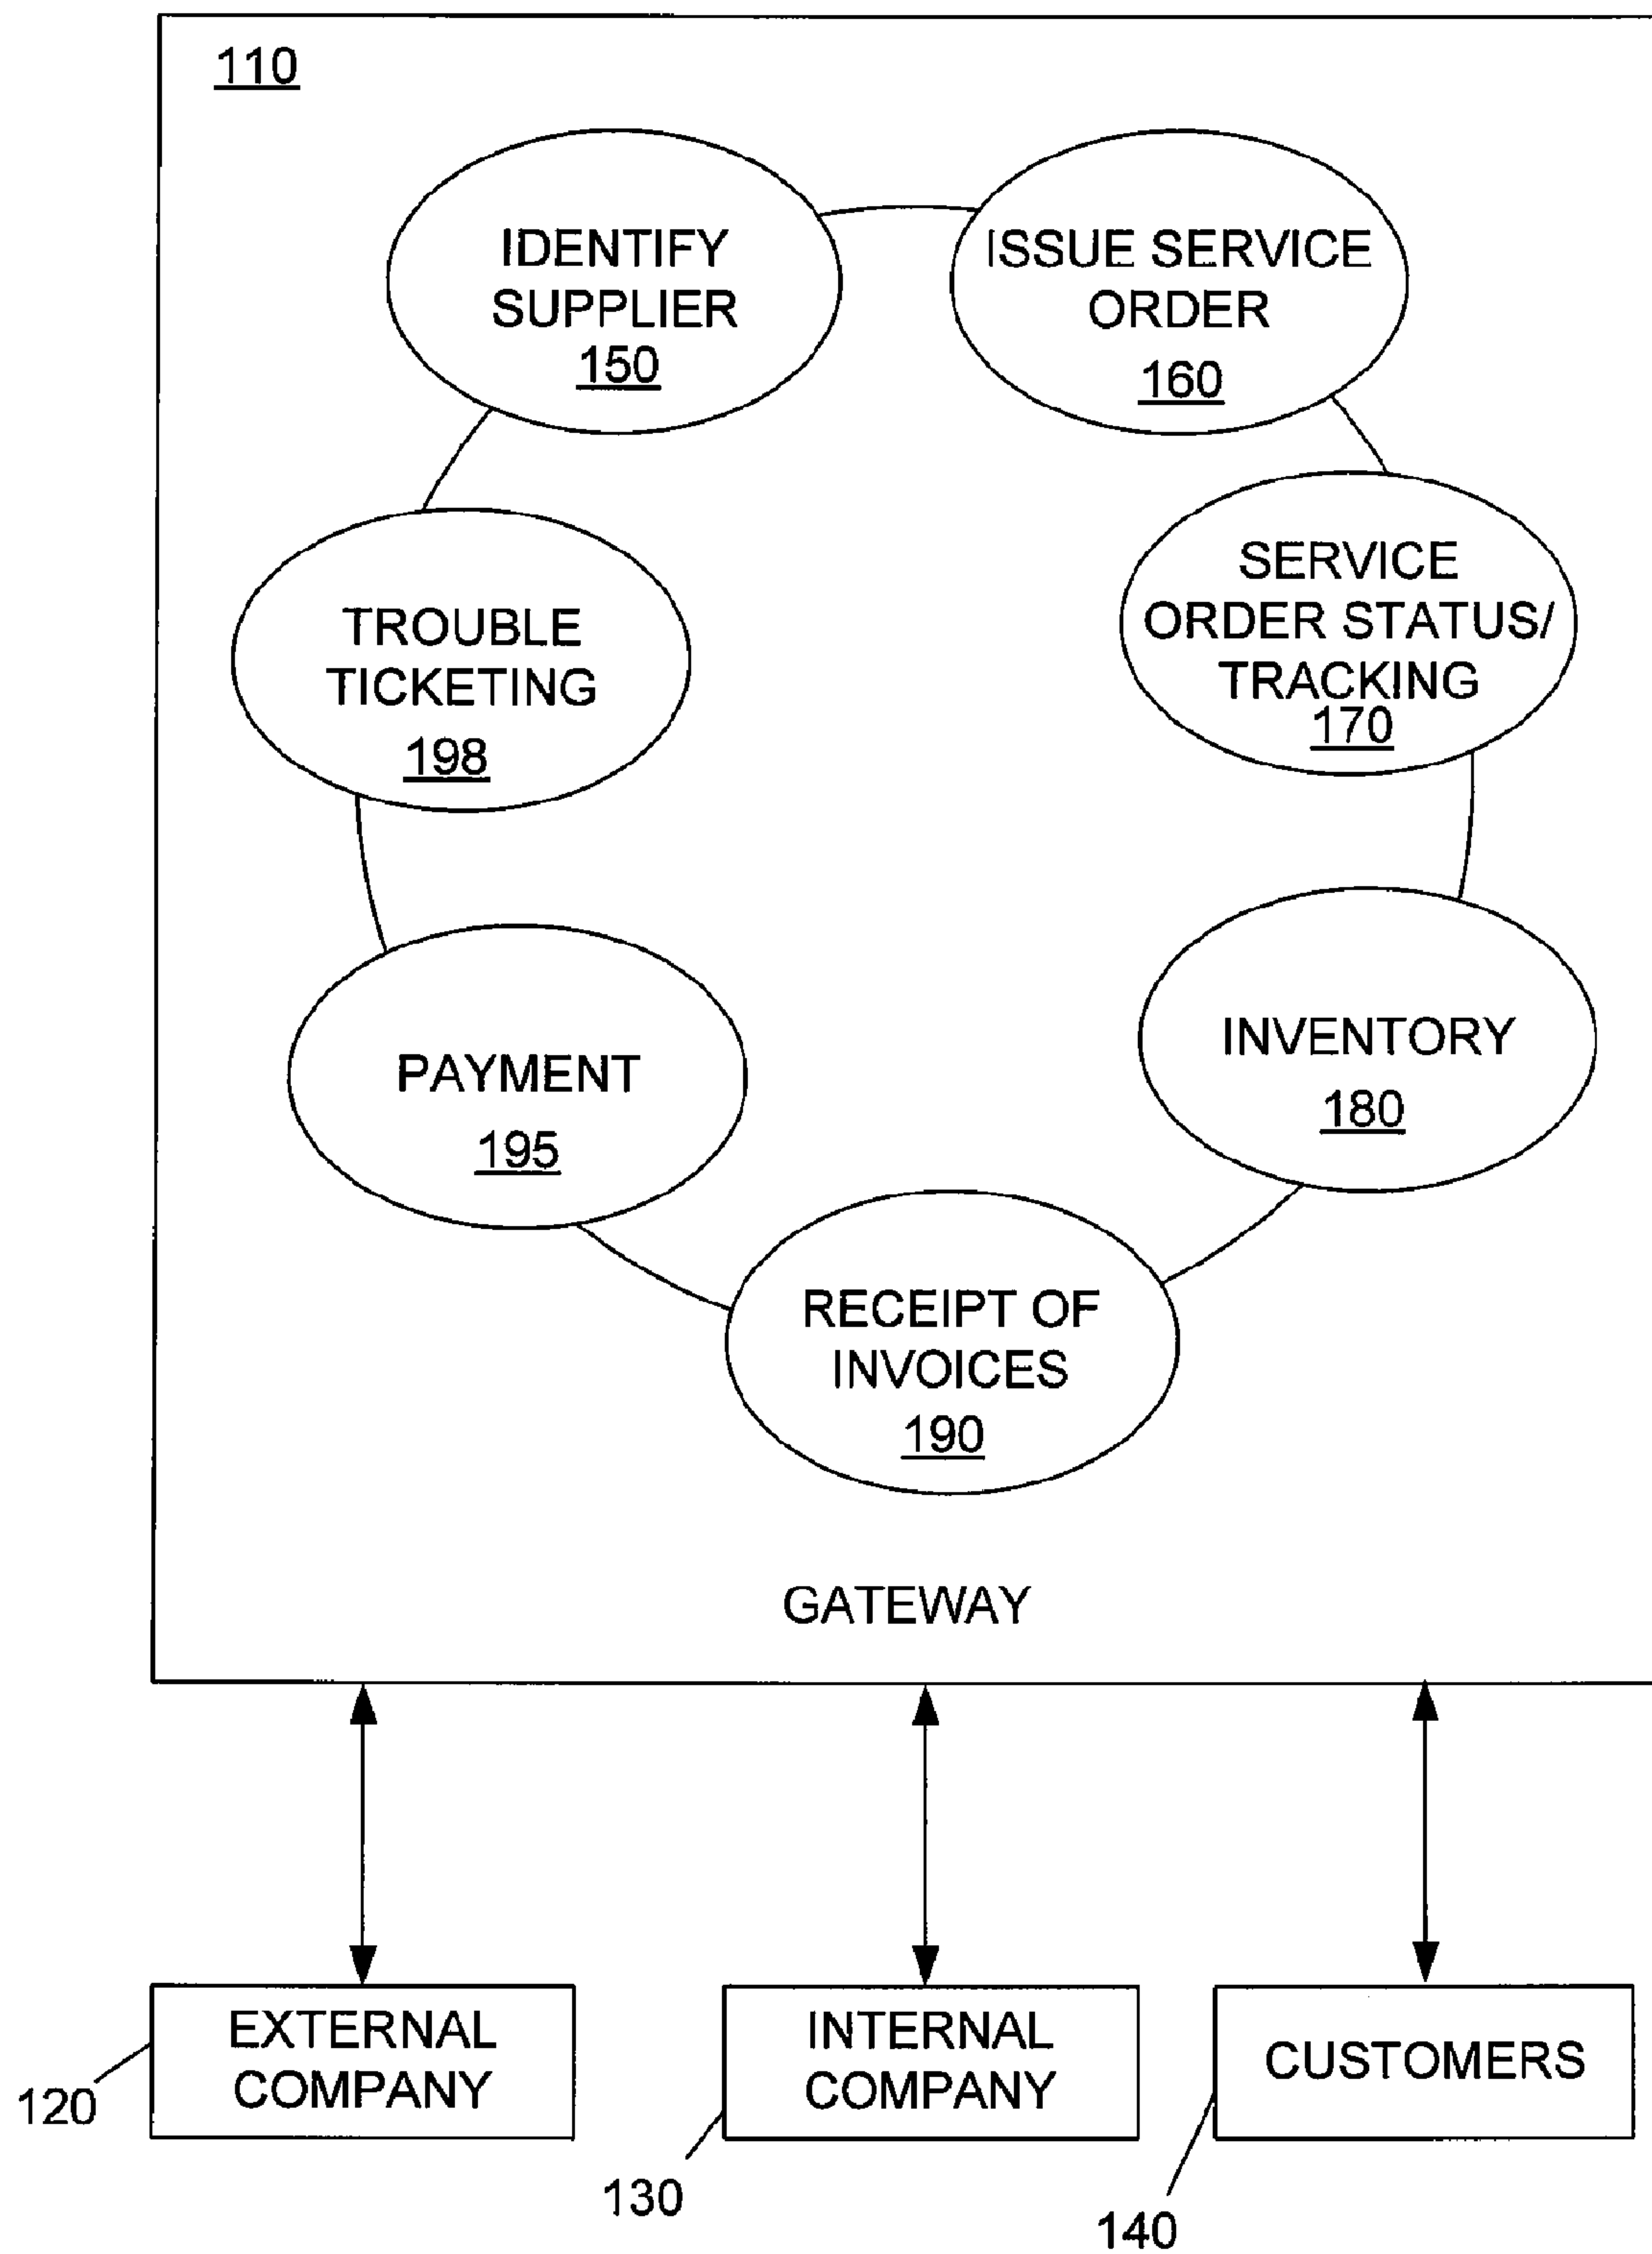 110
IDENTIFY
SUPPLIER
150
ISSUE SERVICE
ORDER
160
SERVICE
ORDER STATUS/
TRACKING
170
TROUBLE
TICKETING
198
INVENTORY
180
PAYMENT
195
RECEIPT OF
INVOICES
190
GATEWAY
EXTERNAL
COMPANY
120
INTERNAL
COMPANY
130
CUSTOMERS
140